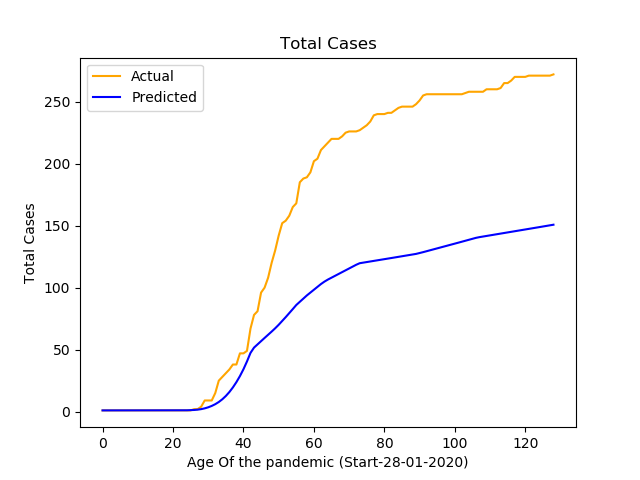 Total Cases
Actual
Predicted
Total Cases
250
200
150
100
50
0
0 20 40 60 80 100 120
Age Of the pandemic (Start-28-01-2020)